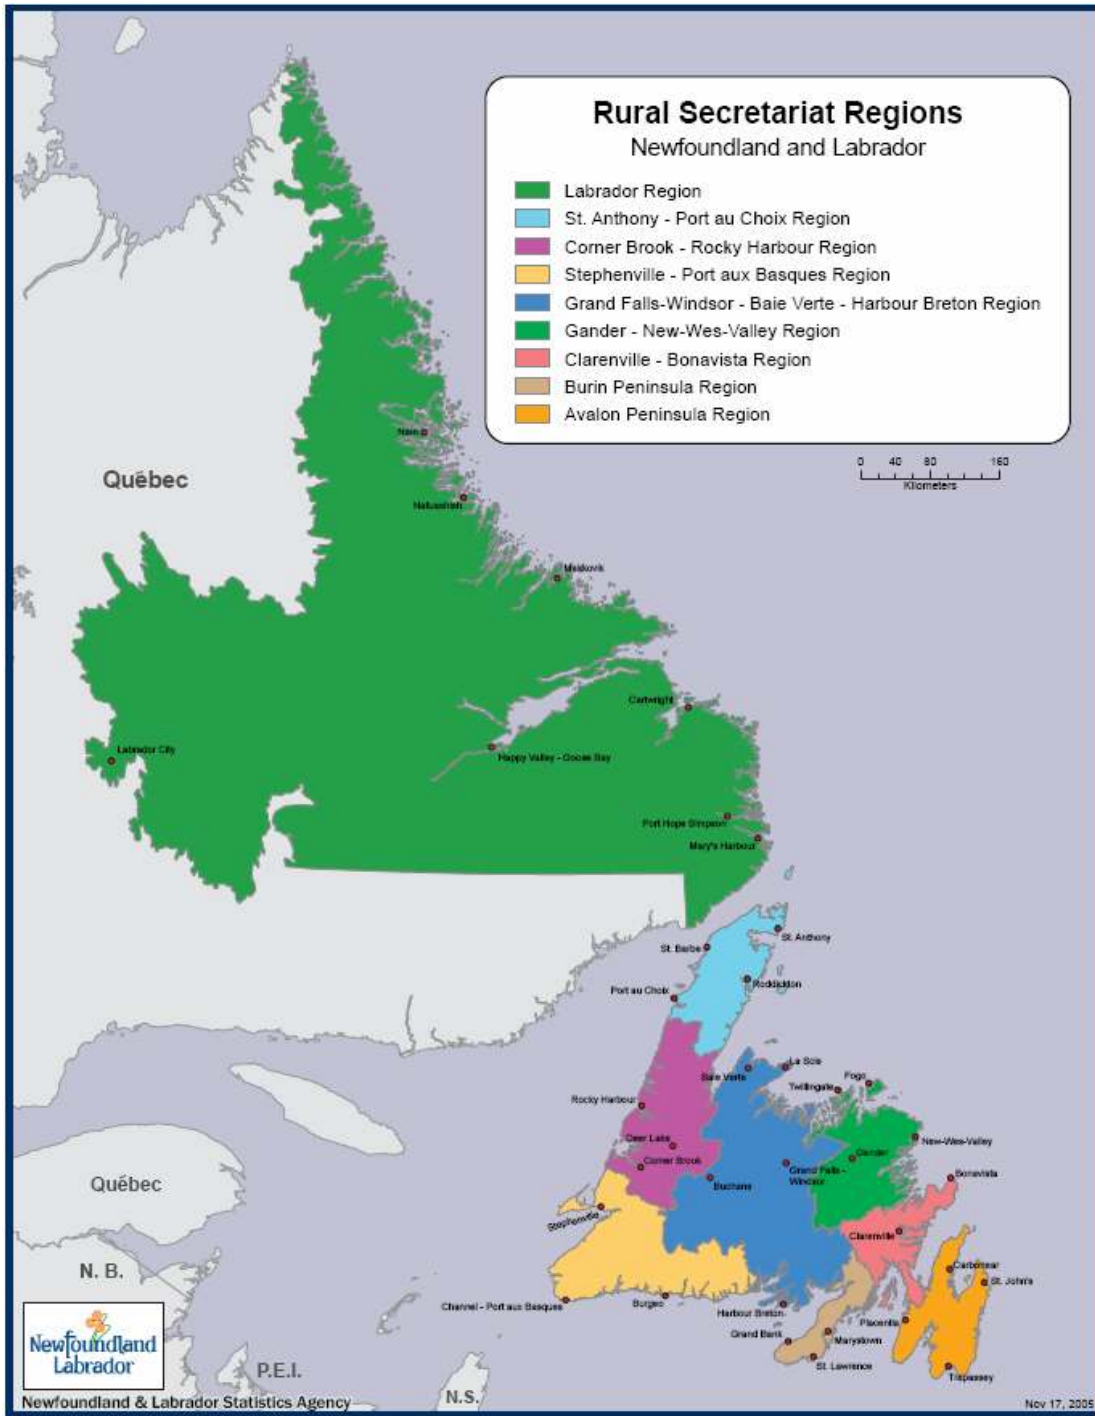 Rural Secretariat Regions
Newfoundland and Labrador
Labrador Region
St. Anthony - Port au Choix Region
Corner Brook - Rocky Harbour Region
Stephenville - Port aux Basques Region
Grand Falls-Windsor - Baie Verte - Harbour Breton Region
Gander - New-Wes-Valley Region
Clarenville - Bonavista Region
Burin Peninsula Region
Avalon Peninsula Region
0 40 80 160
Kilometers
Nain
Québec
Natuashish
Makkovik
Cartwright
Labrador City
Happy Valley - Goose Bay
Port Hope Simpson
Mary's Harbour
St. Anthony
St. Barbe
Roddickton
Port au Choix
La Scie
Baie Verte
Fogo
Twillingate
Rocky Harbour
Deer Lake
New-Wes-Valley
Gander
Corner Brook
Grand Falls -
Windsor
Bonavista
Buchans
Québec
Stephenville
Clarenville
Carbonear
St. John's
N. B.
Channel - Port aux Basques
Burgeo
Harbour Breton
Placentia
Grand Bank
Marystown
St. Lawrence
Trepassey
Newfoundland
Labrador
P.E.I.
N.S.
Newfoundland & Labrador Statistics Agency
Nov 17, 2005